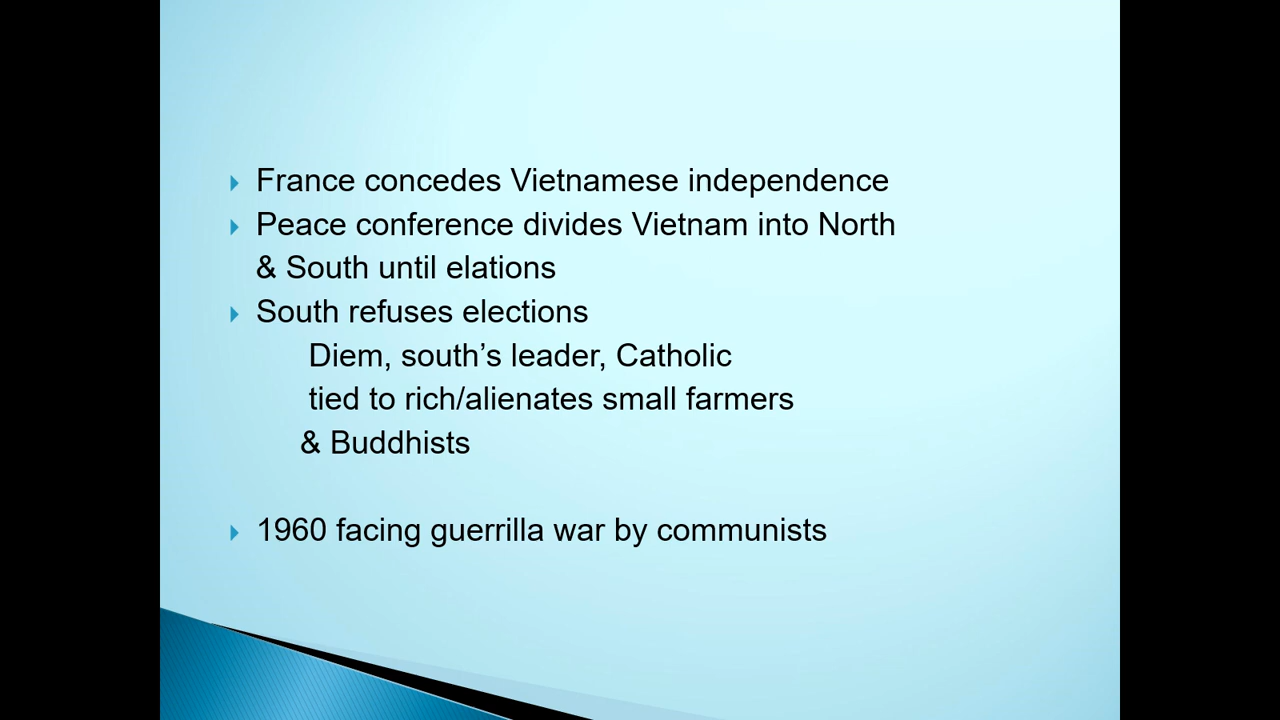 France concedes Vietnamese independence
Peace conference divides Vietnam into North
& South until elations
South refuses elections
Diem, south’s leader, Catholic
tied to rich/alienates small farmers
& Buddhists
1960 facing guerrilla war by communists